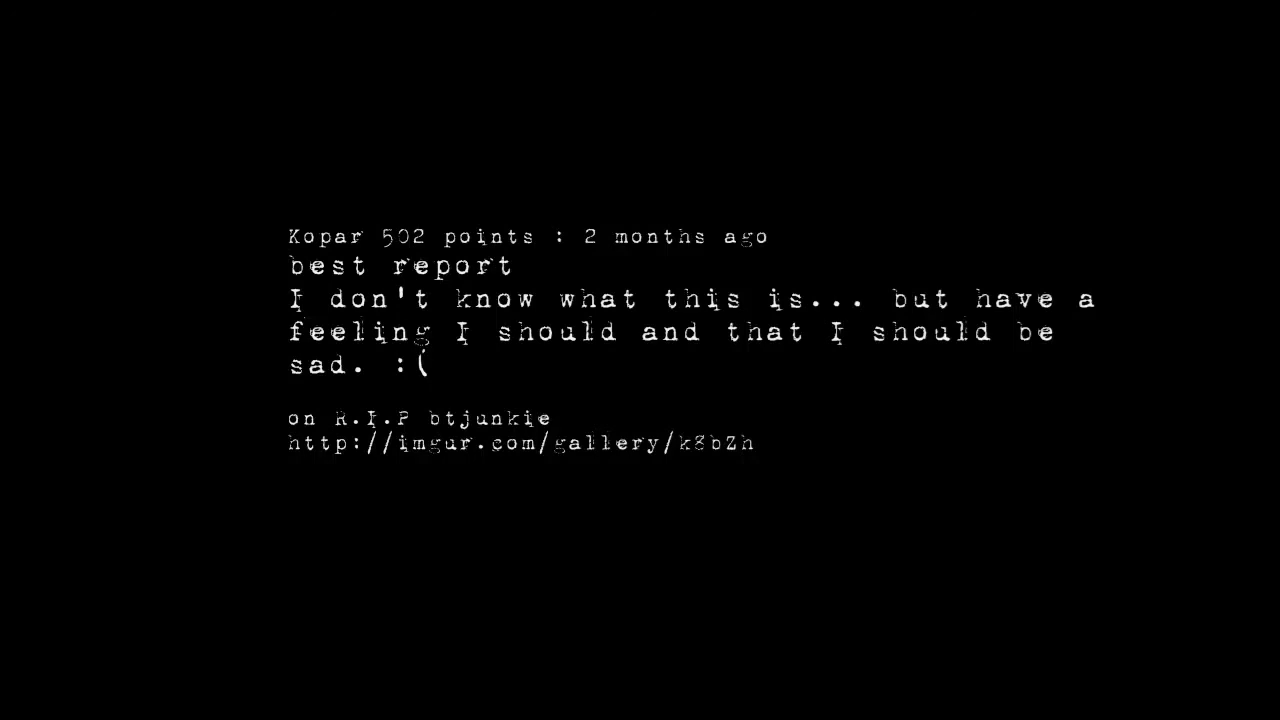 Kopar 502 points : 2 months ago
best report
I don't know what this is... but have a
feeling I should and that I should be
sad. :(
on R.I.P btjunkie
http://imgur.com/gallery/k8bZh